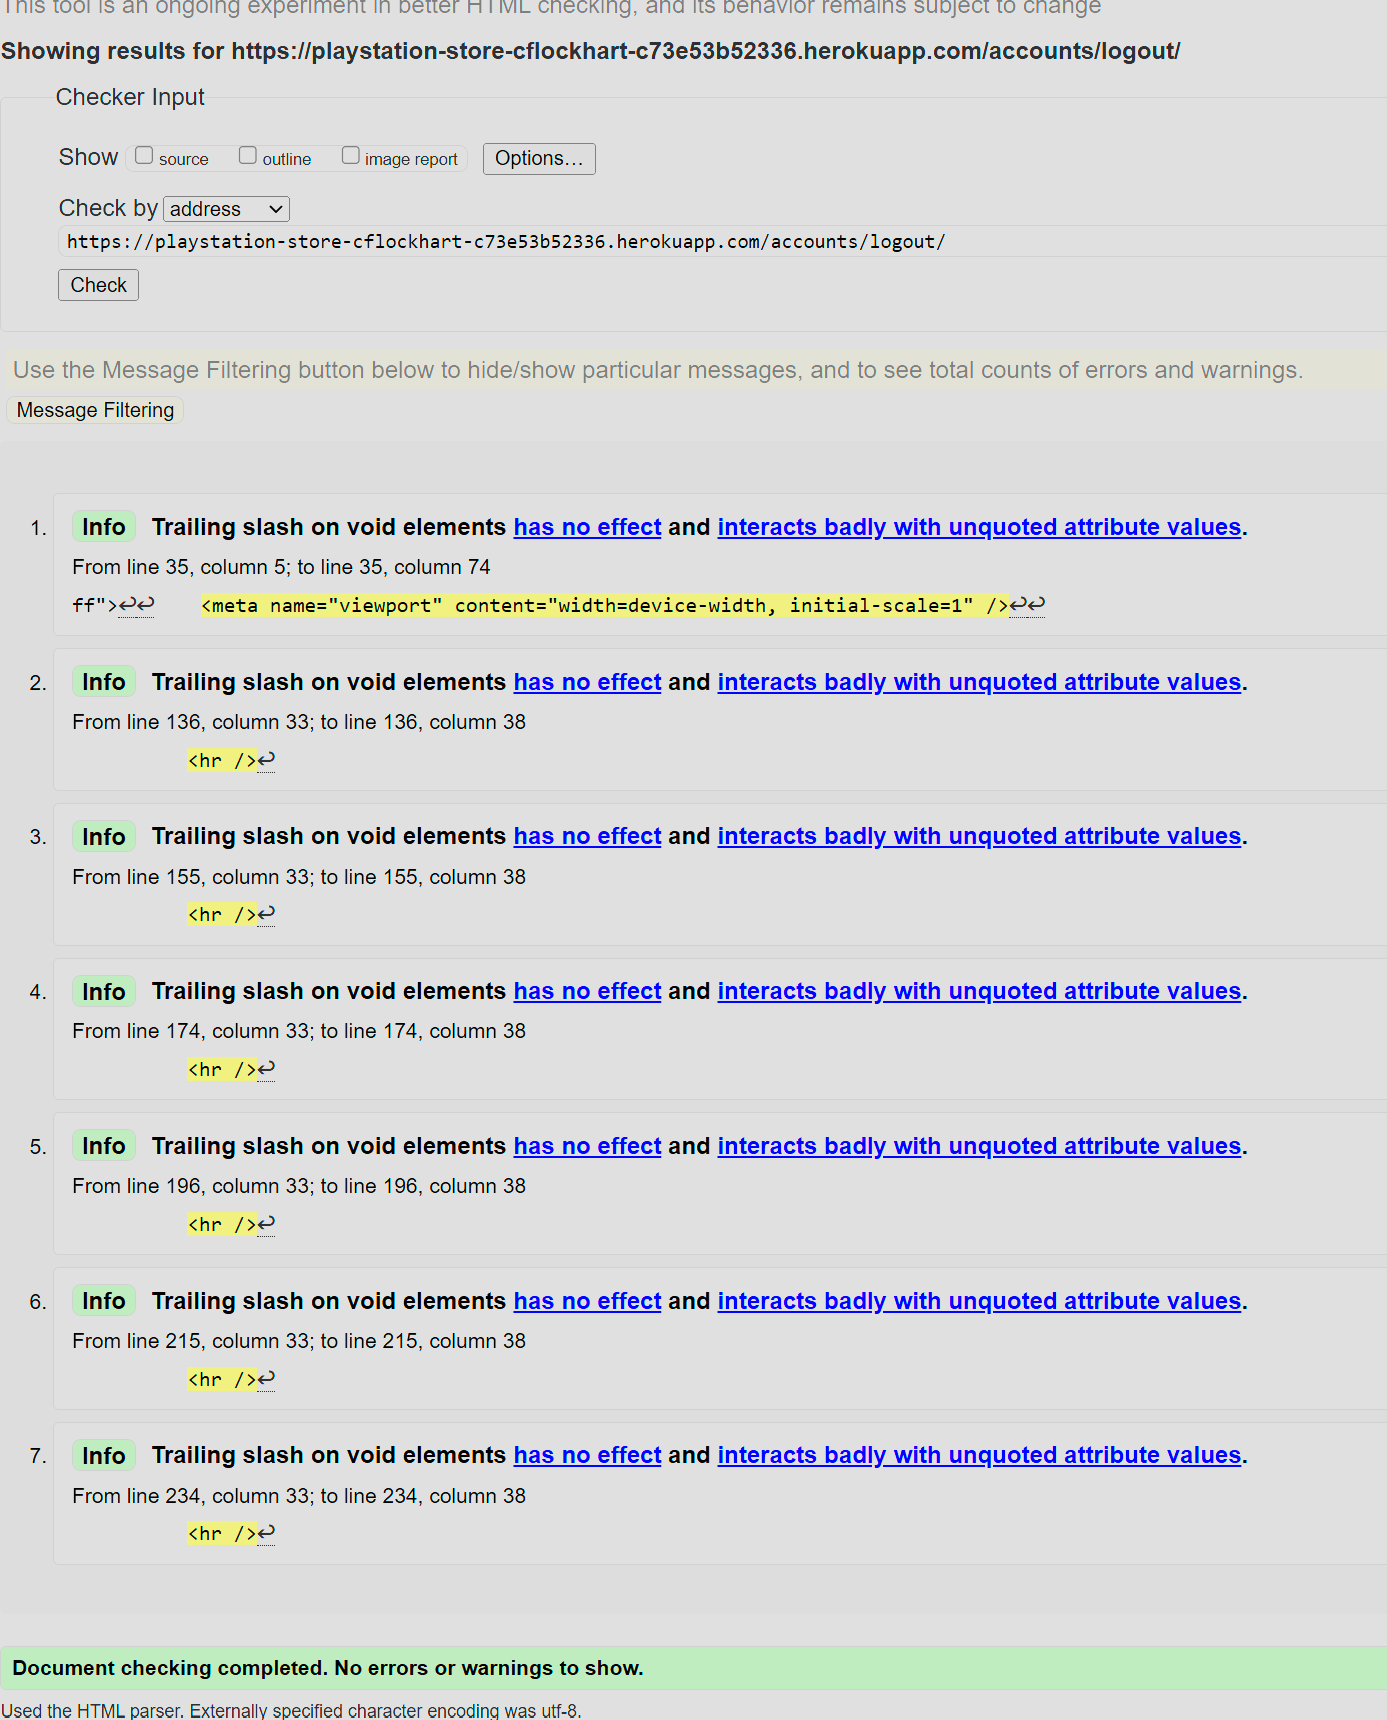 This tool is an ongoing experiment in better HTML checking, and its behavior remains subject to change
Showing results for https://playstation-store-cflockhart-c73e53b52336.herokuapp.com/accounts/logout/
Checker Input
Show source outline image report Options...
Check by address
https://playstation-store-cflockhart-c73e53b52336.herokuapp.com/accounts/logout/
Check
Use the Message Filtering button below to hide/show particular messages, and to see total counts of errors and warnings.
Message Filtering
1. Info Trailing slash on void elements has no effect and interacts badly with unquoted attribute values.
From line 35, column 5; to line 35, column 74
ff">↩↩ <meta name="viewport" content="width=device-width, initial-scale=1" />↩↩
2. Info Trailing slash on void elements has no effect and interacts badly with unquoted attribute values.
From line 136, column 33; to line 136, column 38
<hr />↩
3. Info Trailing slash on void elements has no effect and interacts badly with unquoted attribute values.
From line 155, column 33; to line 155, column 38
<hr />↩
4. Info Trailing slash on void elements has no effect and interacts badly with unquoted attribute values.
From line 174, column 33; to line 174, column 38
<hr />↩
5. Info Trailing slash on void elements has no effect and interacts badly with unquoted attribute values.
From line 196, column 33; to line 196, column 38
<hr />↩
6. Info Trailing slash on void elements has no effect and interacts badly with unquoted attribute values.
From line 215, column 33; to line 215, column 38
<hr />↩
7. Info Trailing slash on void elements has no effect and interacts badly with unquoted attribute values.
From line 234, column 33; to line 234, column 38
<hr />↩
Document checking completed. No errors or warnings to show.
Used the HTML parser. Externally specified character encoding was utf-8.